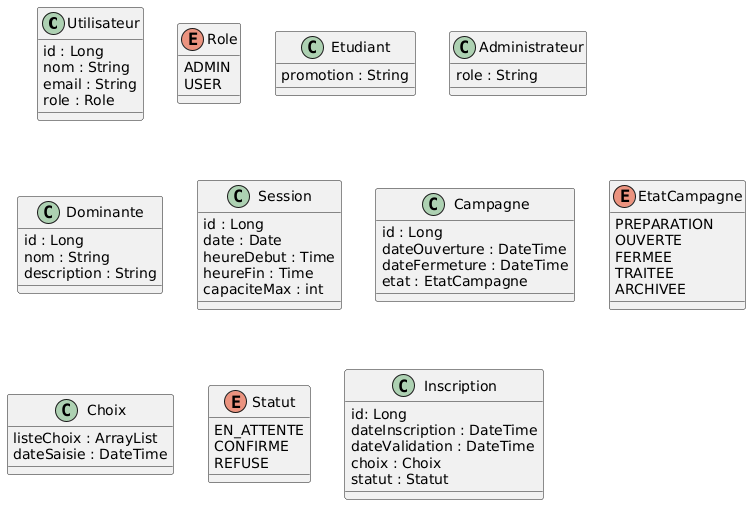 C Utilisateur
id : Long
nom : String
email : String
role : Role
E Role
ADMIN
USER
C Etudiant
promotion : String
C Administrateur
role : String
C Dominante
id : Long
nom : String
description : String
C Session
id : Long
date : Date
heureDebut : Time
heureFin : Time
capaciteMax : int
C Campagne
id : Long
dateOuverture : DateTime
dateFermeture : DateTime
etat : EtatCampagne
E EtatCampagne
PREPARATION
OUVERTE
FERMEE
TRAITEE
ARCHIVEE
C Choix
listeChoix : ArrayList
dateSaisie : DateTime
E Statut
EN_ATTENTE
CONFIRME
REFUSE
C Inscription
id: Long
dateInscription : DateTime
dateValidation : DateTime
choix : Choix
statut : Statut